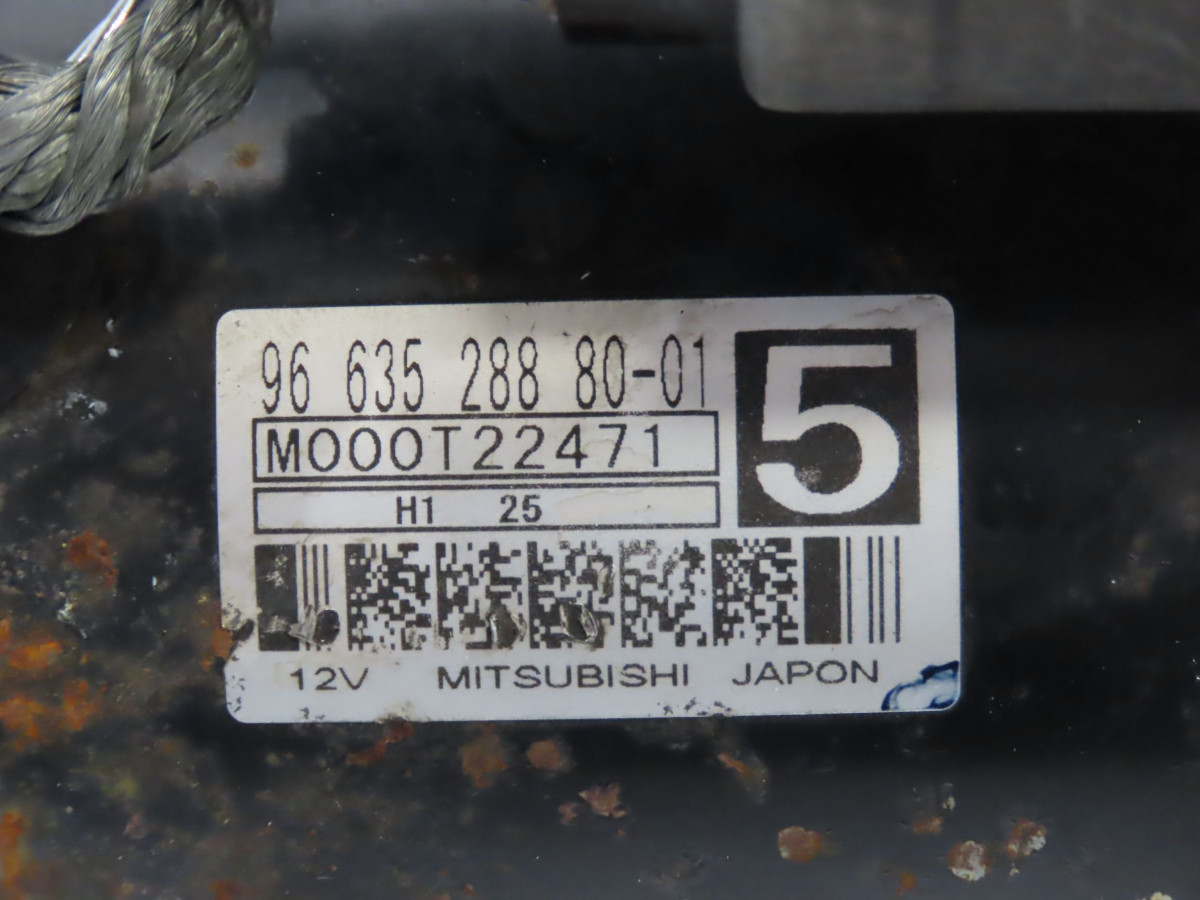 96 635 288 80-01
5
M000T22471
H1 25
12V MITSUBISHI JAPON